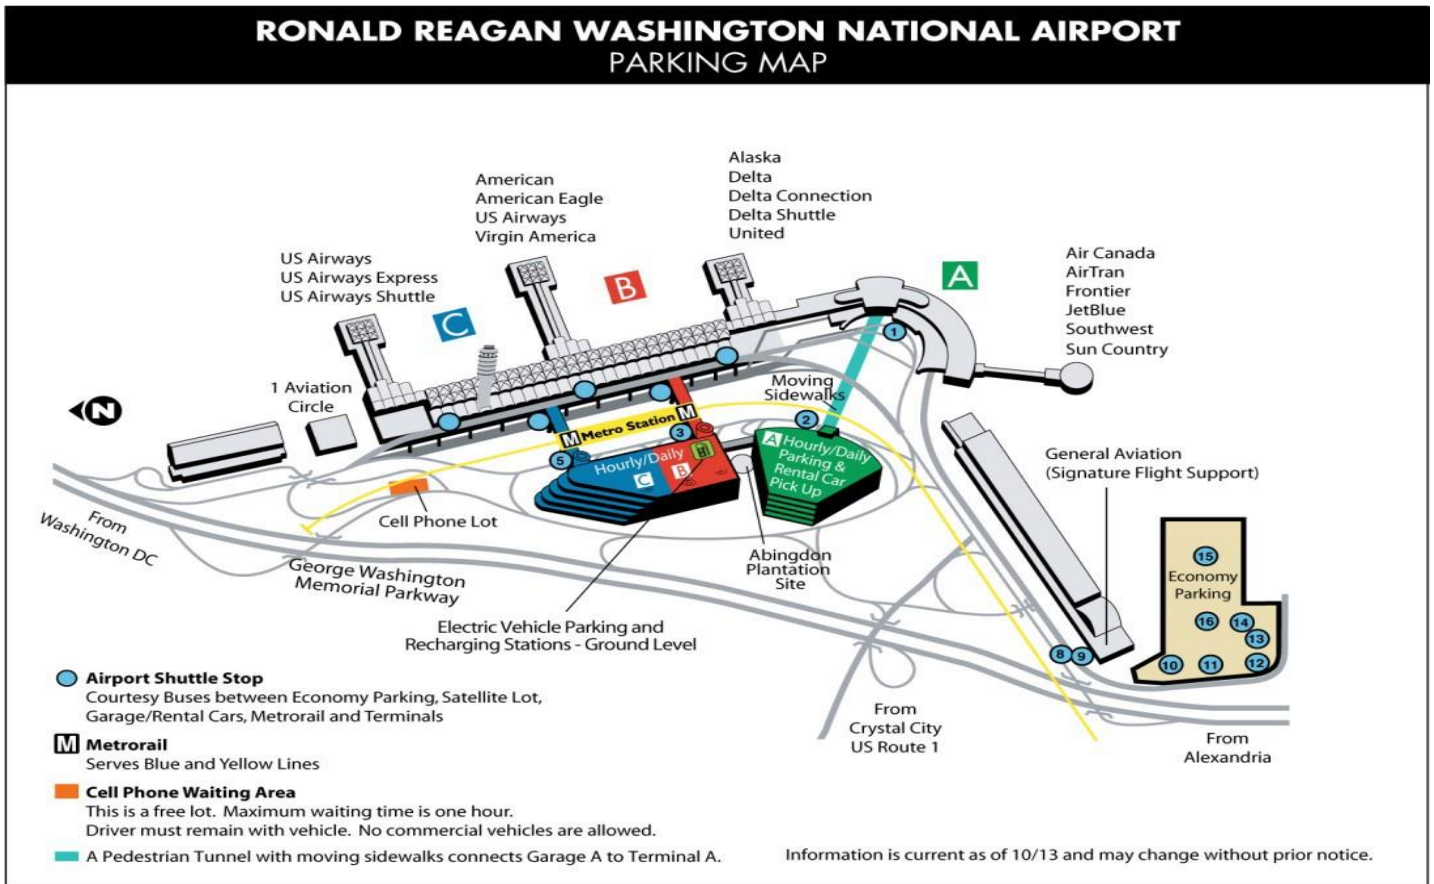 RONALD REAGAN WASHINGTON NATIONAL AIRPORT
PARKING MAP
Alaska
Delta
Delta Connection
Delta Shuttle
United
American
American Eagle
US Airways
Virgin America
US Airways
US Airways Express
US Airways Shuttle
Air Canada
AirTran
Frontier
JetBlue
Southwest
Sun Country
A
B
C
1
1 Aviation
Circle
N
Moving
Sidewalks
2
M Metro Station M
3
5
Hourly/Daily
C
B
A Hourly/Daily
Parking &
Rental Car
Pick Up
General Aviation
(Signature Flight Support)
Cell Phone Lot
From
Washington DC
George Washington
Memorial Parkway
Abingdon
Plantation
Site
Electric Vehicle Parking and
Recharging Stations - Ground Level
15
Economy
Parking
16
14
13
8
9
10
11
12
From
Crystal City
US Route 1
From
Alexandria
Airport Shuttle Stop
Courtesy Buses between Economy Parking, Satellite Lot,
Garage/Rental Cars, Metrorail and Terminals
M Metrorail
Serves Blue and Yellow Lines
Cell Phone Waiting Area
This is a free lot. Maximum waiting time is one hour.
Driver must remain with vehicle. No commercial vehicles are allowed.
A Pedestrian Tunnel with moving sidewalks connects Garage A to Terminal A.
Information is current as of 10/13 and may change without prior notice.